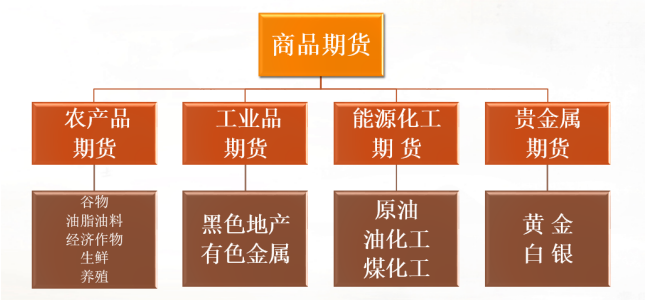 商品期货
农产品
期货
工业品
期货
能源化工
期 货
贵金属
期货
谷物
油脂油料
经济作物
生鲜
养殖
黑色地产
有色金属
原油
油化工
煤化工
黄 金
白 银